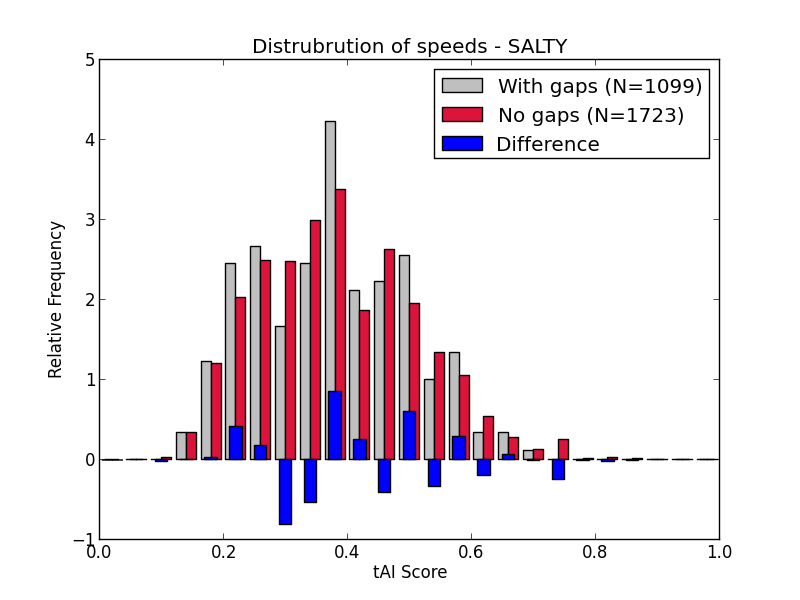 Distrubrution of speeds - SALTY
With gaps (N=1099)
No gaps (N=1723)
Difference
Relative Frequency
5
4
3
2
1
0
−1
0.0
0.2
0.4
0.6
0.8
1.0
tAI Score